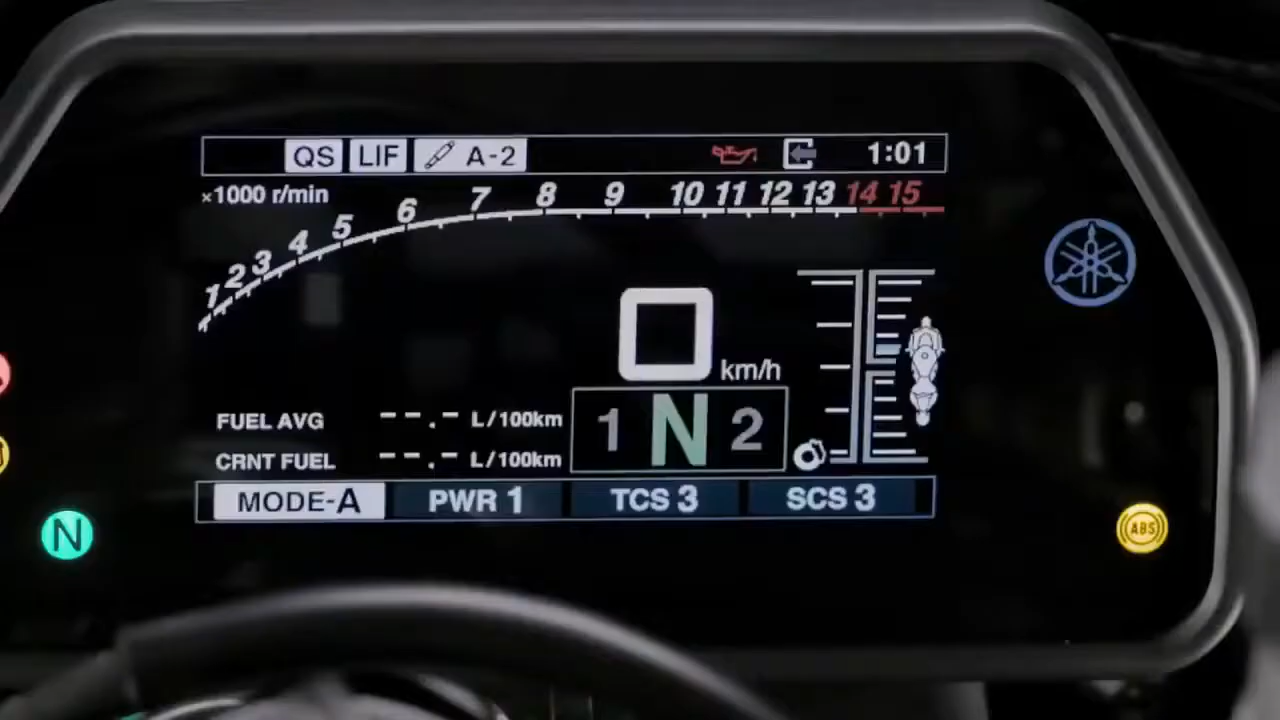 QS LIF A-2 1:01
×1000 r/min
1 2 3 4 5 6 7 8 9 10 11 12 13 14 15
0 km/h
FUEL AVG --.- L/100km
1 N 2
CRNT FUEL --.- L/100km
MODE-A PWR 1 TCS 3 SCS 3
N
ABS